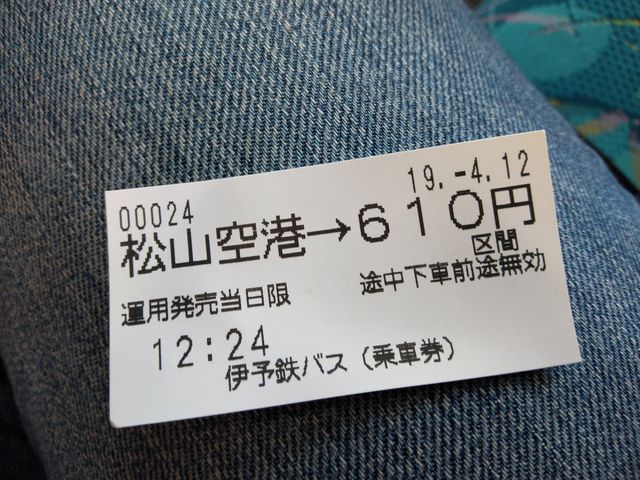 00024
19.-4.12
松山空港→610円
区間
運用発売当日限
途中下車前途無効
12:24
伊予鉄バス(乗車券)